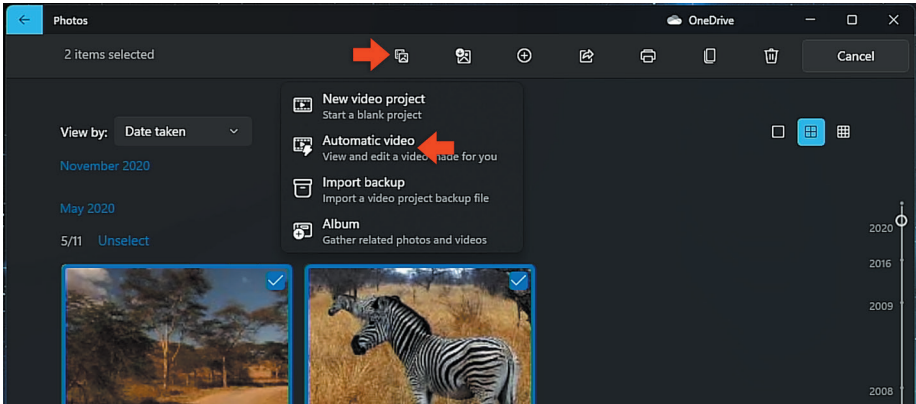 Photos
OneDrive
2 items selected
Cancel
New video project
Start a blank project
View by: Date taken
Automatic video
View and edit a video made for you
November 2020
Import backup
Import a video project backup file
May 2020
Album
Gather related photos and videos
5/11 Unselect
2020
2016
2009
2008